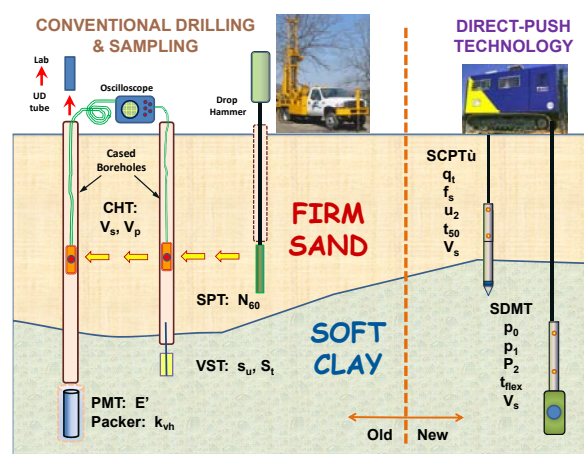 CONVENTIONAL DRILLING
& SAMPLING
DIRECT-PUSH
TECHNOLOGY
Lab
UD
tube
Oscilloscope
Drop
Hammer
Cased
Boreholes
CHT:
Vs, Vp
SPT: N60
VST: su, St
PMT: E’
Packer: kvh
FIRM
SAND
SOFT
CLAY
SCPTù
qt
fs
u2
t50
Vs
SDMT
p0
p1
P2
tflex
Vs
Old
New